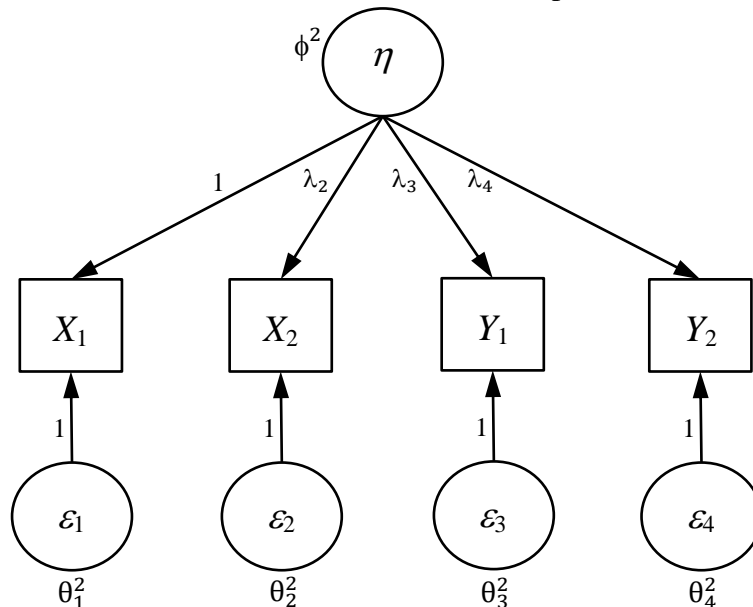 ϕ² η
1 λ₂ λ₃ λ₄
X₁ X₂ Y₁ Y₂
1 1 1 1
ε₁ ε₂ ε₃ ε₄
θ₁² θ₂² θ₃² θ₄²